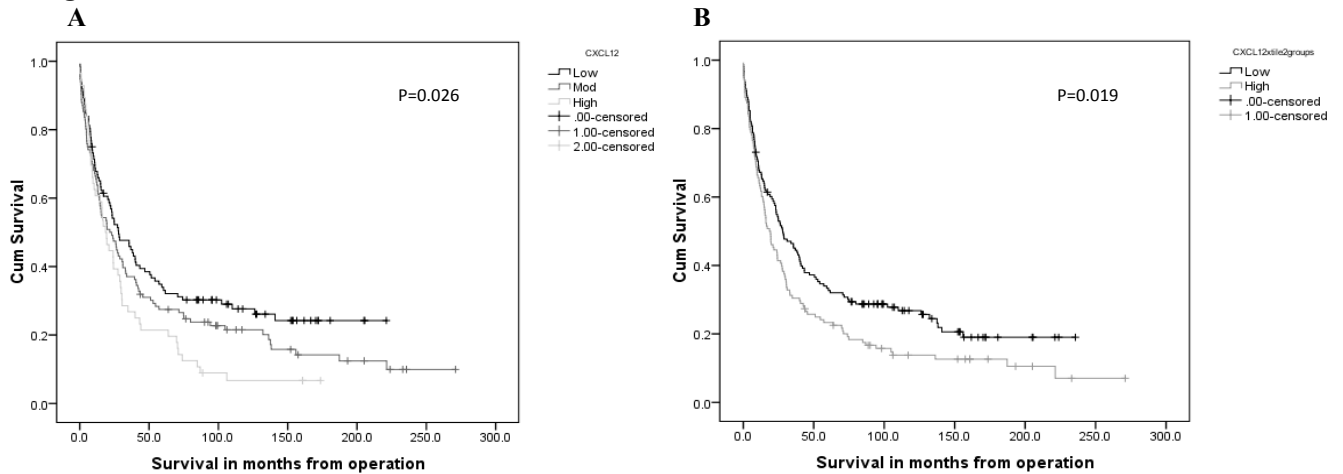 A
CXCL12
Low
Mod
High
.00-censored
1.00-censored
2.00-censored
P=0.026
Cum Survival
1.0
0.8
0.6
0.4
0.2
0.0
0.0 50.0 100.0 150.0 200.0 250.0 300.0
Survival in months from operation
B
CXCL12xtile2groups
Low
High
.00-censored
1.00-censored
P=0.019
Cum Survival
1.0
0.8
0.6
0.4
0.2
0.0
0.0 50.0 100.0 150.0 200.0 250.0 300.0
Survival in months from operation